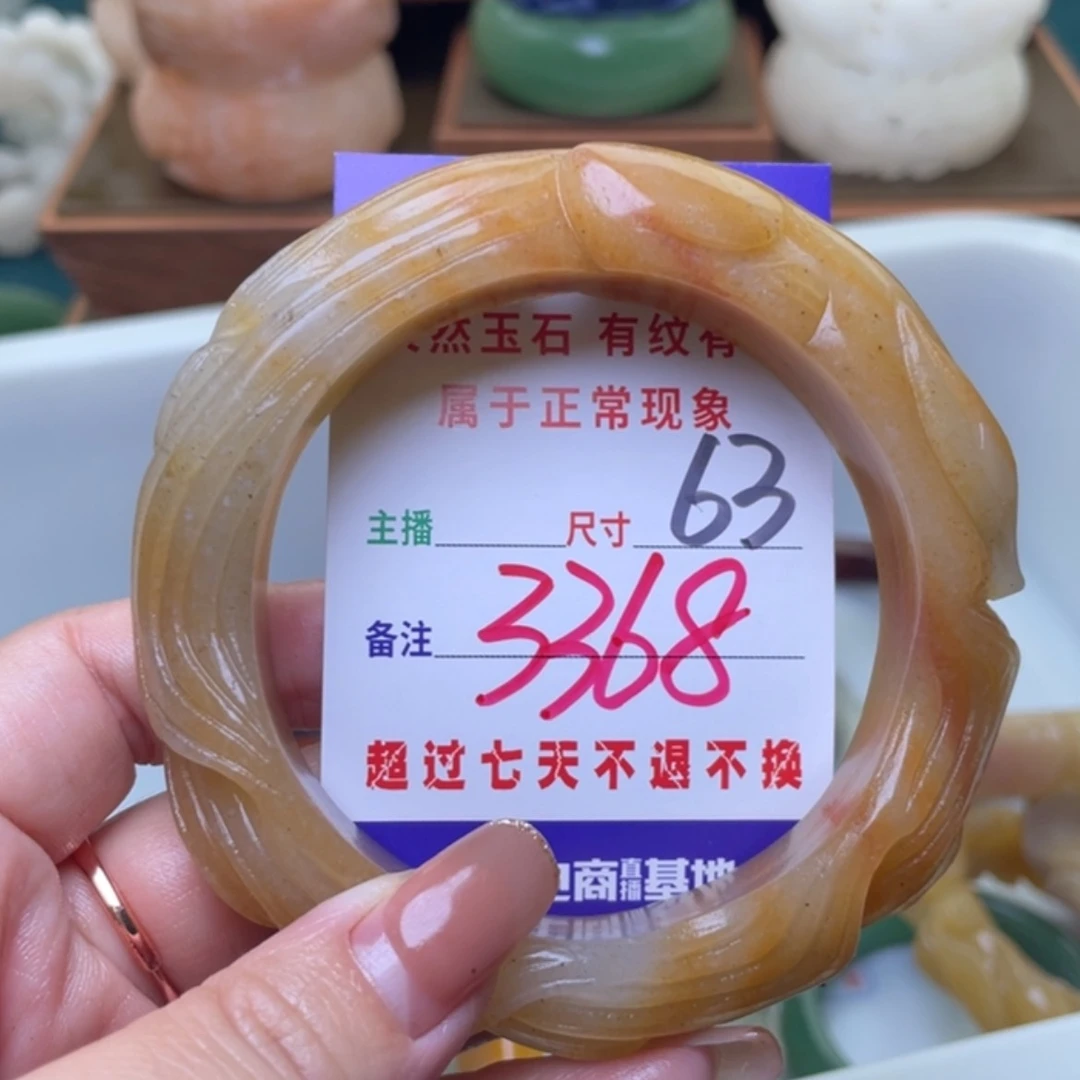 然玉石 有纹有
属于正常现象
主播 尺寸 63
备注 3368
超过七天不退不换
电商直播基地